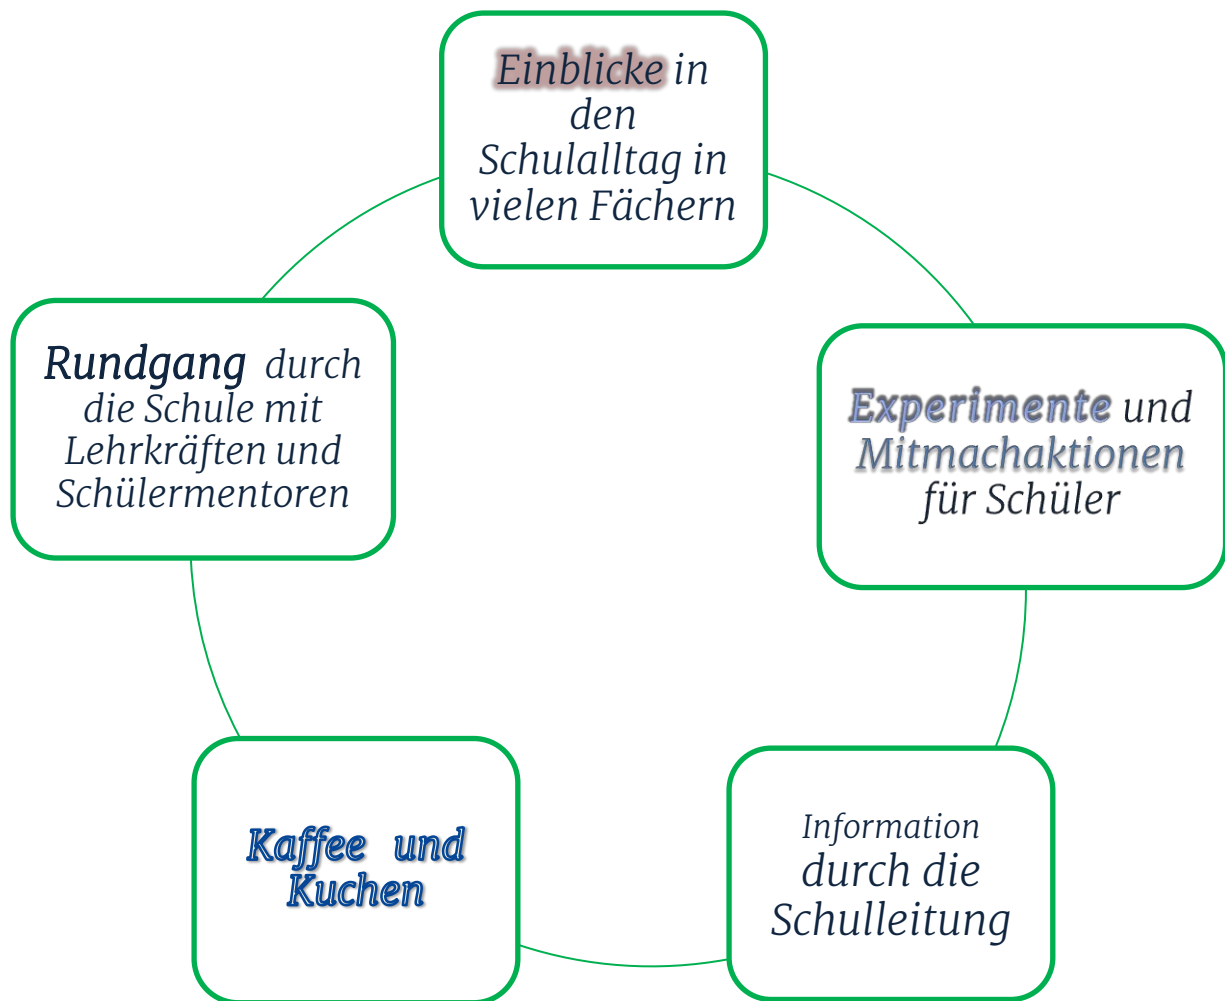 Einblicke in
den
Schulalltag in
vielen Fächern
Rundgang durch
die Schule mit
Lehrkräften und
Schülermentoren
Experimente und
Mitmachaktionen
für Schüler
Kaffee und
Kuchen
Information
durch die
Schulleitung